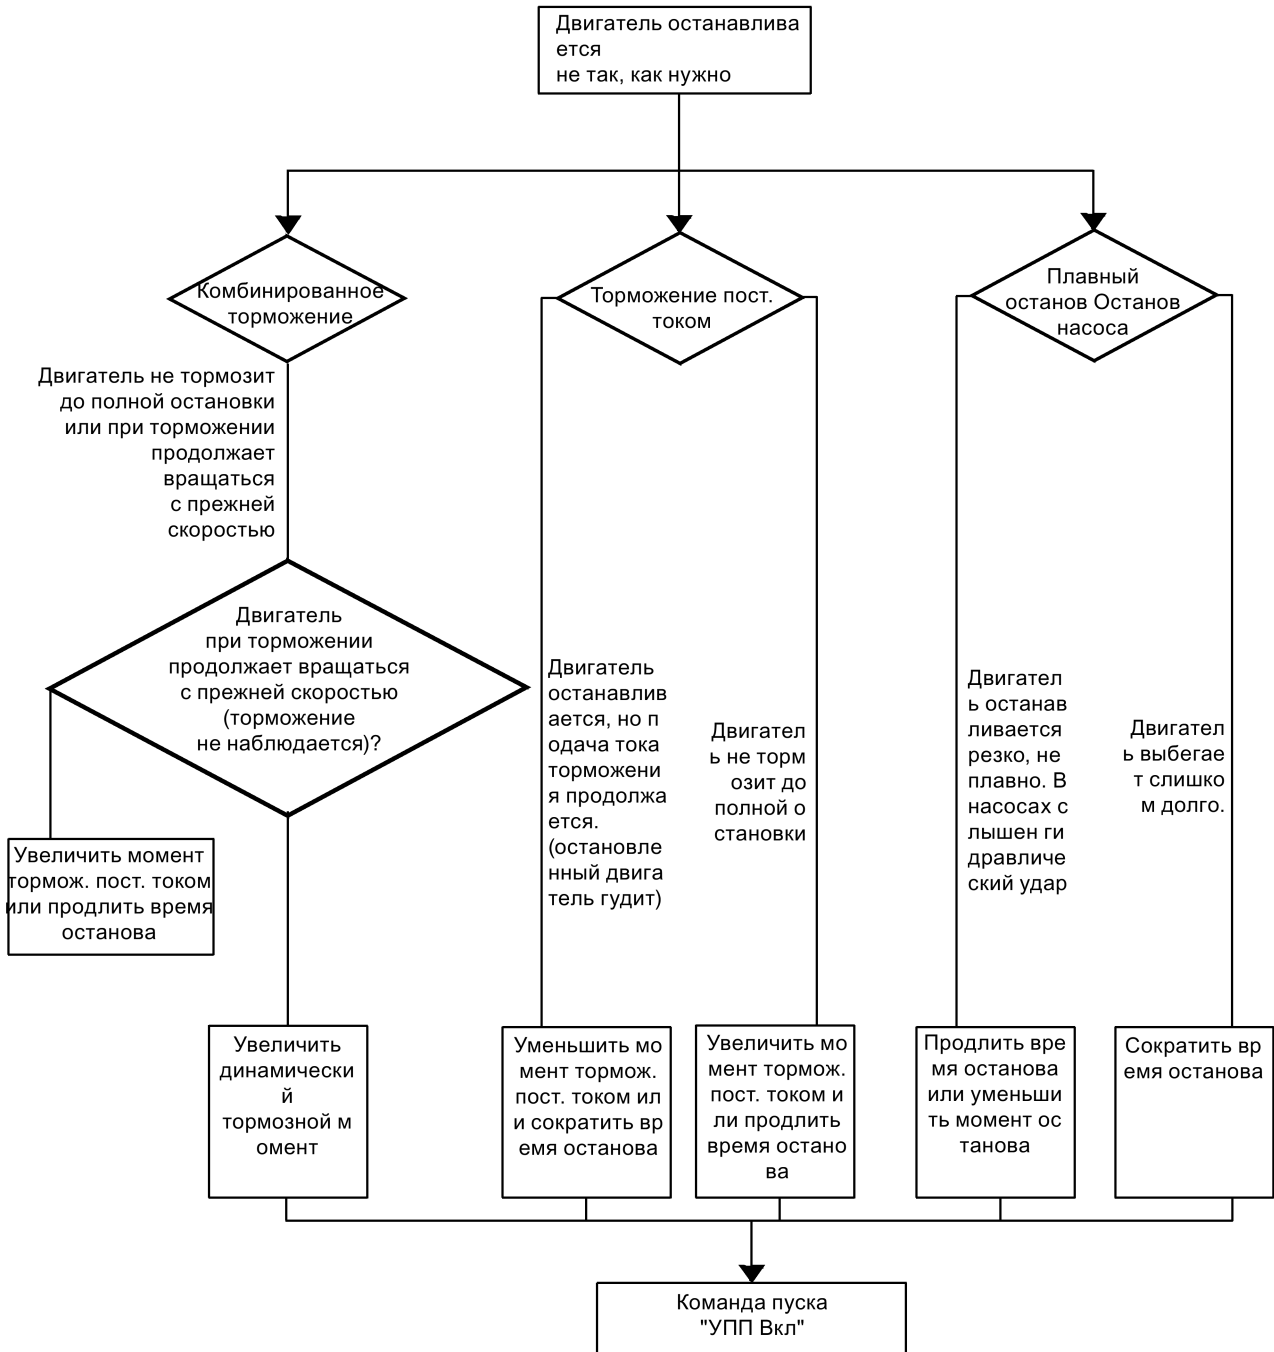 Двигатель останавлива
ется
не так, как нужно
Комбинированное
торможение
Торможение пост.
током
Плавный
останов Останов
насоса
Двигатель не тормозит
до полной остановки
или при торможении
продолжает
вращаться
с прежней
скоростью
Двигатель
при торможении
продолжает вращаться
с прежней скоростью
(торможение
не наблюдается)?
Двигатель
останавлив
ается, но п
одача тока
торможени
я продолжа
ется.
(остановле
нный двига
тель гудит)
Двигател
ь не торм
озит до
полной о
становки
Двигател
ь останав
ливается
резко, не
плавно. В
насосах с
лышен ги
дравличе
ский удар
Двигател
ь выбегае
т слишко
м долго.
Увеличить момент
тормож. пост. током
или продлить время
останова
Увеличить
динамически
й
тормозной м
омент
Уменьшить мо
мент тормож.
пост. током ил
и сократить вр
емя останова
Увеличить мо
мент тормож.
пост. током и
ли продлить
время остано
ва
Продлить вре
мя останова
или уменьши
ть момент ос
танова
Сократить вр
емя останова
Команда пуска
"УПП Вкл"